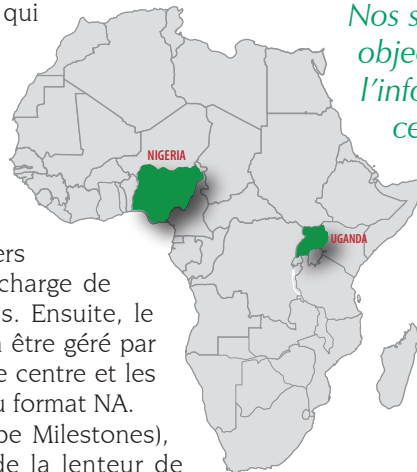 qui
Nos s
objec
l'info
ce
NIGERIA
UGANDA
ers
charge de
s. Ensuite, le
être géré par
e centre et les
u format NA.
pe Milestones),
de la lenteur de